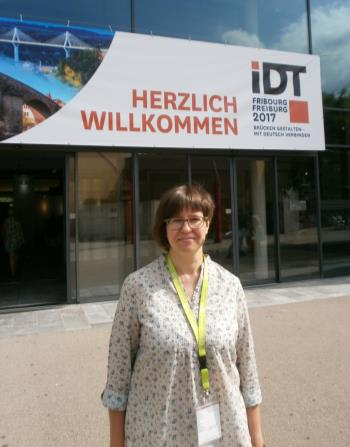 HERZLICH
WILLKOMMEN
iDT
FRIBOURG
FREIBURG
2017
BRÜCKEN GESTALTEN –
MIT DEUTSCH VERBINDEN